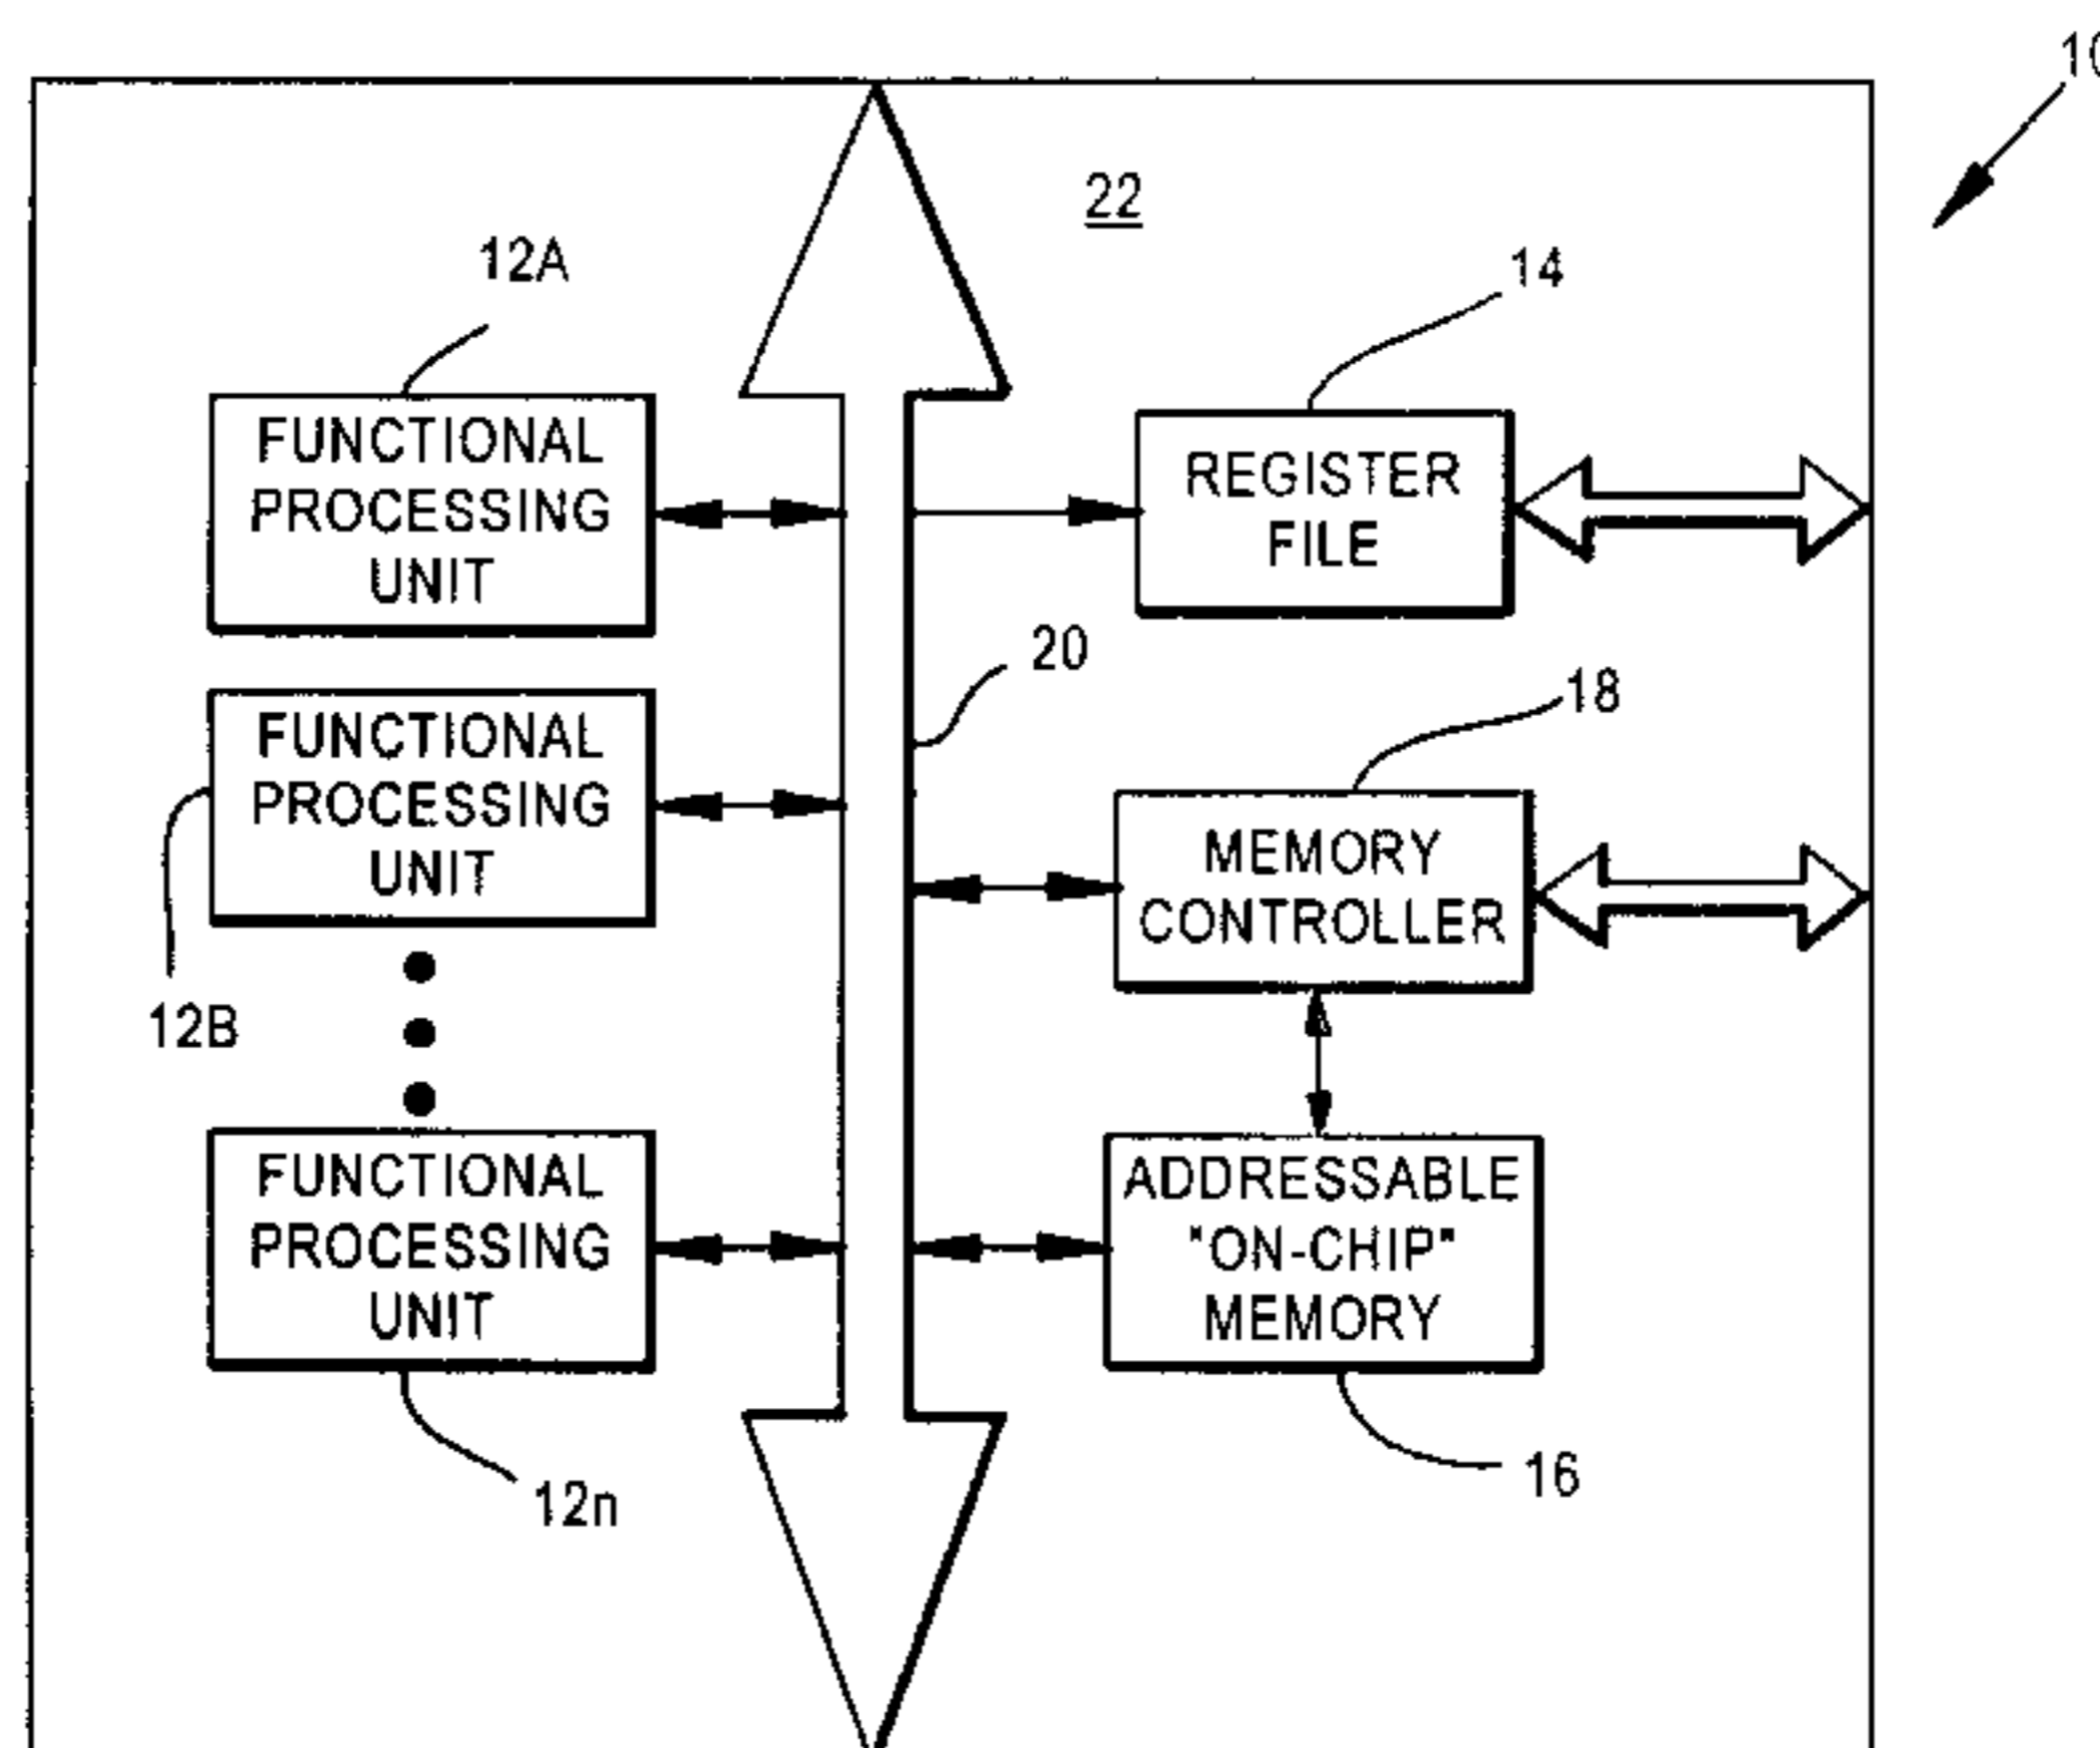 10
22
12A
14
FUNCTIONAL
PROCESSING
UNIT
REGISTER
FILE
20
18
FUNCTIONAL
PROCESSING
UNIT
MEMORY
CONTROLLER
12B
FUNCTIONAL
PROCESSING
UNIT
ADDRESSABLE
"ON-CHIP"
MEMORY
12n
16